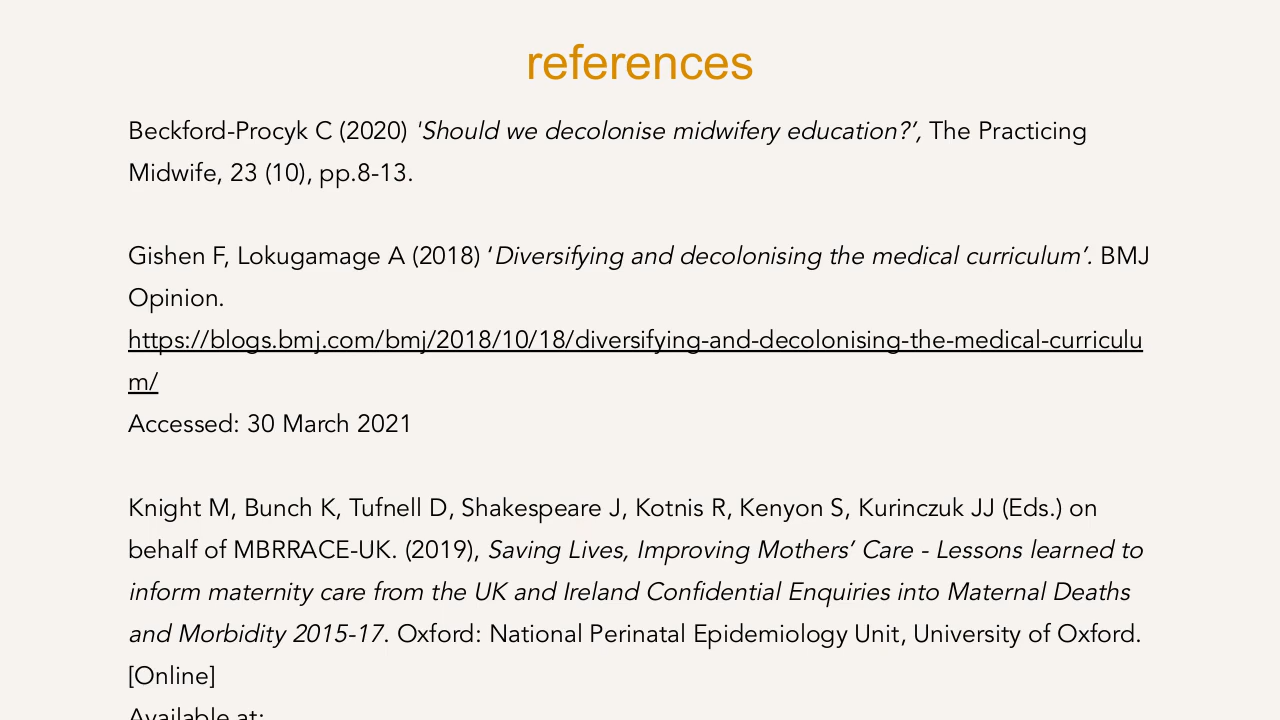 references
Beckford-Procyk C (2020) 'Should we decolonise midwifery education?’, The Practicing
Midwife, 23 (10), pp.8-13.
Gishen F, Lokugamage A (2018) ‘Diversifying and decolonising the medical curriculum’. BMJ
Opinion.
https://blogs.bmj.com/bmj/2018/10/18/diversifying-and-decolonising-the-medical-curriculu
m/
Accessed: 30 March 2021
Knight M, Bunch K, Tufnell D, Shakespeare J, Kotnis R, Kenyon S, Kurinczuk JJ (Eds.) on
behalf of MBRRACE-UK. (2019), Saving Lives, Improving Mothers’ Care - Lessons learned to
inform maternity care from the UK and Ireland Confidential Enquiries into Maternal Deaths
and Morbidity 2015-17. Oxford: National Perinatal Epidemiology Unit, University of Oxford.
[Online]
Available at: